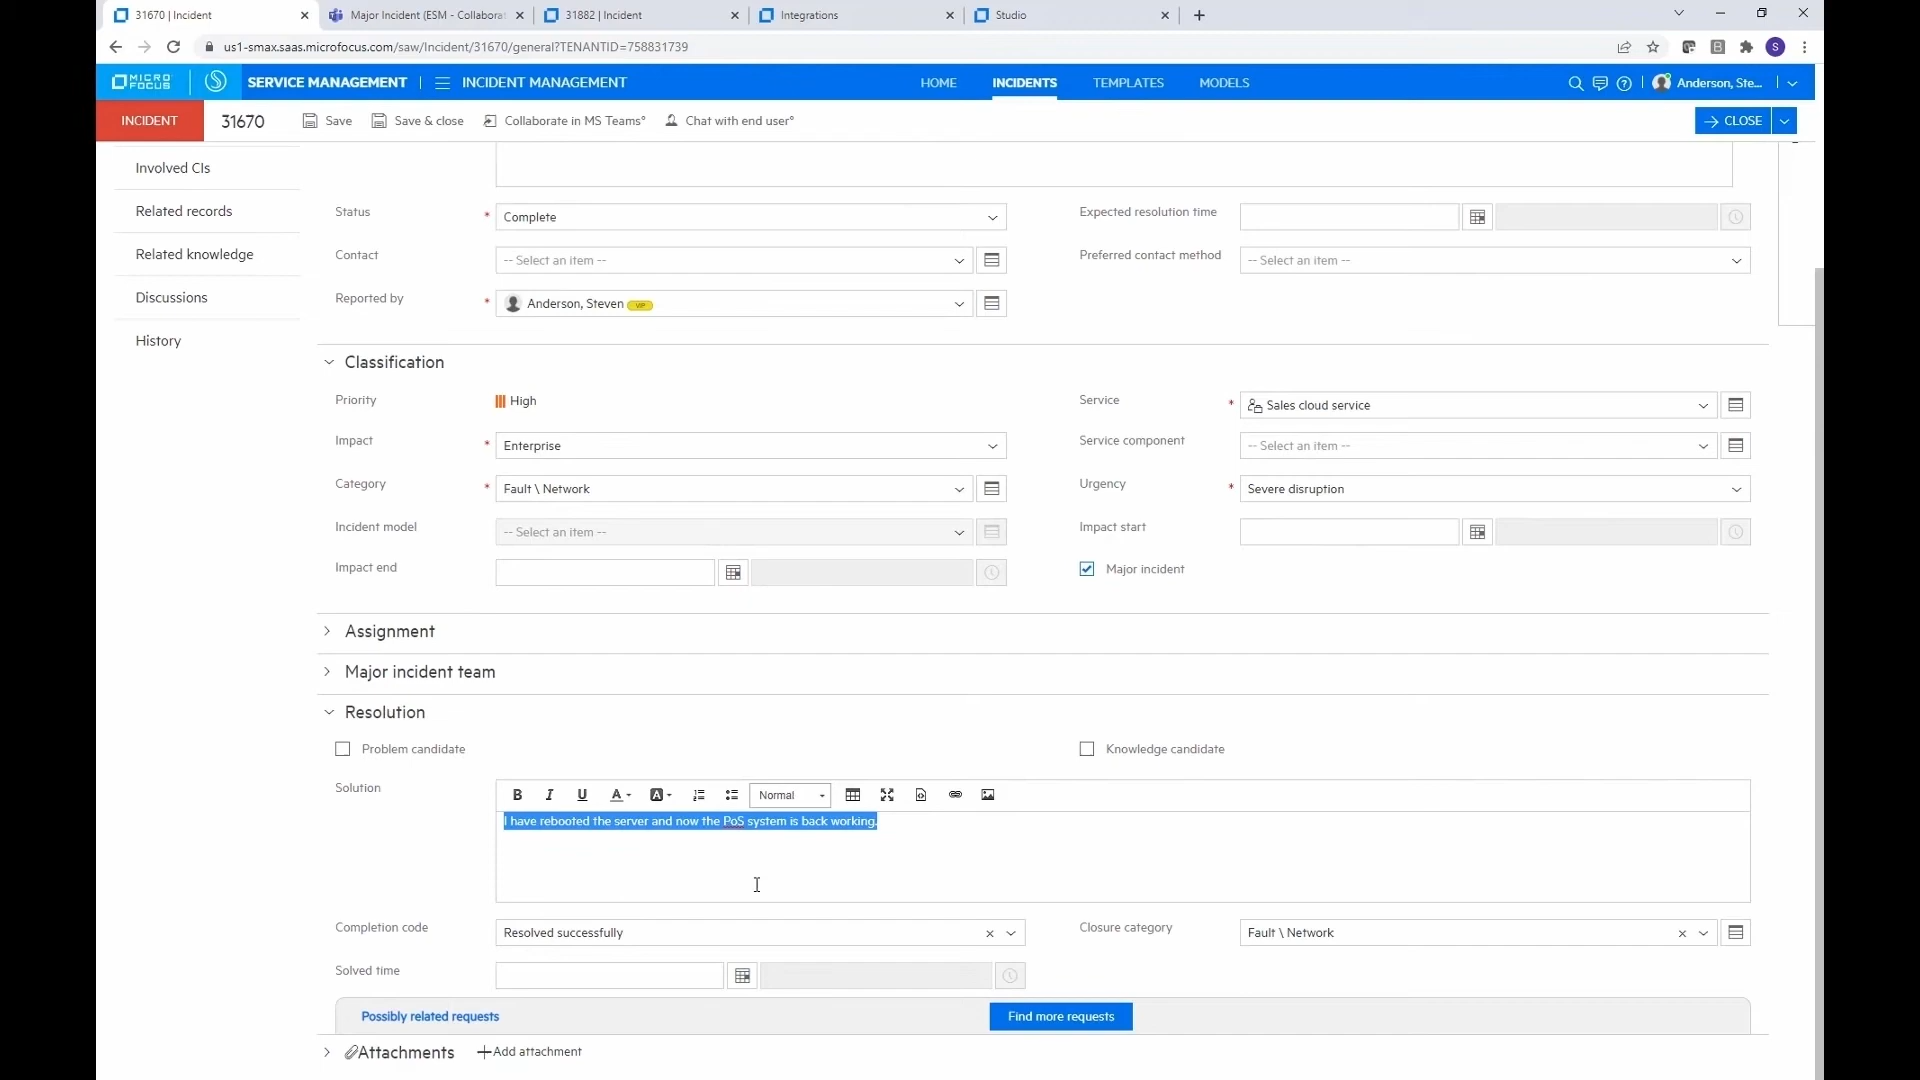 31670 | Incident
Major Incident (ESM - Collabora
31882 | Incident
Integrations
Studio
us1-smax.saas.microfocus.com/saw/Incident/31670/general?TENANTID=758831739
S
MICRO FOCUS
SERVICE MANAGEMENT
INCIDENT MANAGEMENT
HOME
INCIDENTS
TEMPLATES
MODELS
Anderson, Ste...
INCIDENT
31670
Save
Save & close
Collaborate in MS Teams°
Chat with end user°
CLOSE
Involved CIs
Related records
Related knowledge
Discussions
History
Status * Complete
Expected resolution time
Contact -- Select an item --
Preferred contact method -- Select an item --
Reported by * Anderson, Steven VIP
Classification
Priority High
Service * Sales cloud service
Impact * Enterprise
Service component -- Select an item --
Category * Fault \ Network
Urgency * Severe disruption
Incident model -- Select an item --
Impact start
Impact end
Major incident
Assignment
Major incident team
Resolution
Problem candidate
Knowledge candidate
Solution
B I U A A Normal
I have rebooted the server and now the PoS system is back working.
Completion code Resolved successfully
Closure category Fault \ Network
Solved time
Possibly related requests
Find more requests
Attachments
Add attachment